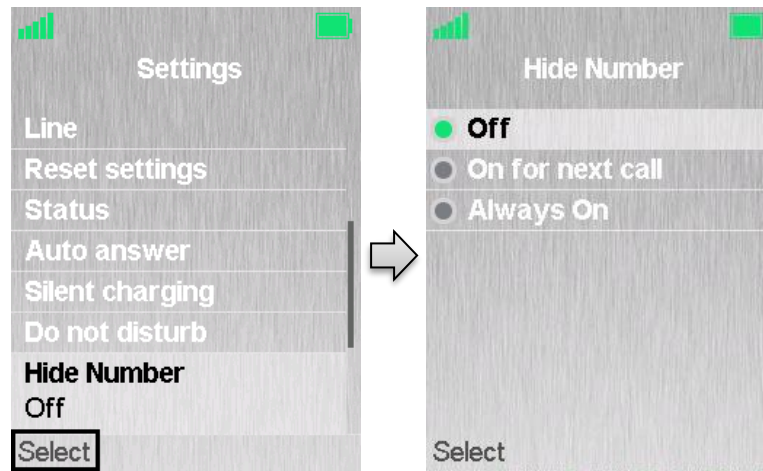 Settings
Line
Reset settings
Status
Auto answer
Silent charging
Do not disturb
Hide Number
Off
Select
Hide Number
Off
On for next call
Always On
Select